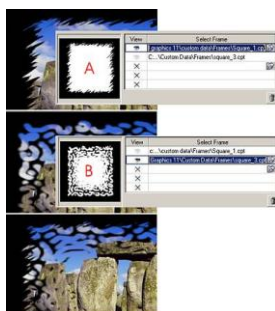 View Select Frame
\graphics 11\custom data\Frames\Square_1.cpt
C...\Custom Data\Frames\Square_3.cpt
A
View Select Frame
c...\custom data\Frames\Square_1.cpt
\Graphics 11\Custom Data\Frames\square_3.cpt
B